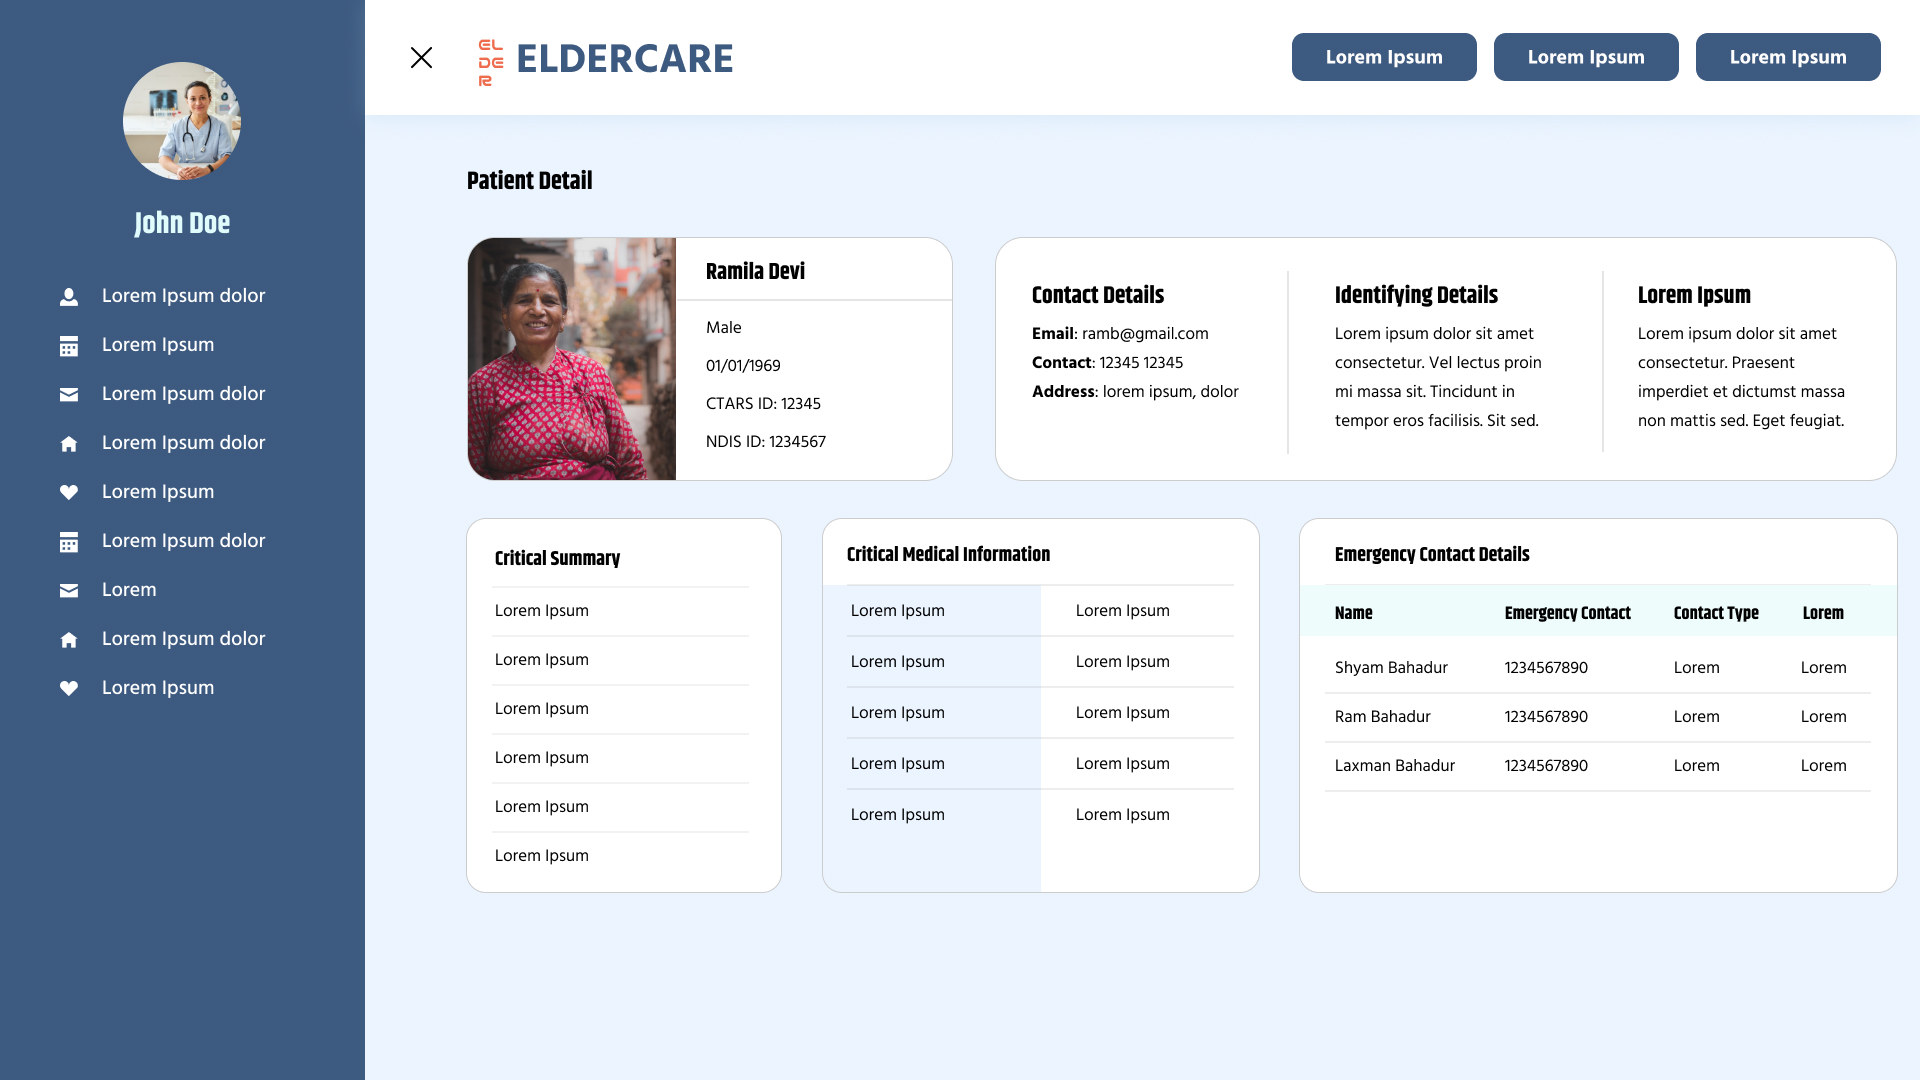 John Doe
Lorem Ipsum dolor
Lorem Ipsum
Lorem Ipsum dolor
Lorem Ipsum dolor
Lorem Ipsum
Lorem Ipsum dolor
Lorem
Lorem Ipsum dolor
Lorem Ipsum
EL
DE
R
ELDERCARE
Lorem Ipsum
Lorem Ipsum
Lorem Ipsum
Patient Detail
Ramila Devi
Male
01/01/1969
CTARS ID: 12345
NDIS ID: 1234567
Contact Details
Email: ramb@gmail.com
Contact: 12345 12345
Address: lorem ipsum, dolor
Identifying Details
Lorem ipsum dolor sit amet
consectetur. Vel lectus proin
mi massa sit. Tincidunt in
tempor eros facilisis. Sit sed.
Lorem Ipsum
Lorem ipsum dolor sit amet
consectetur. Praesent
imperdiet et dictumst massa
non mattis sed. Eget feugiat.
Critical Summary
Lorem Ipsum
Lorem Ipsum
Lorem Ipsum
Lorem Ipsum
Lorem Ipsum
Lorem Ipsum
Critical Medical Information
Lorem Ipsum Lorem Ipsum
Lorem Ipsum Lorem Ipsum
Lorem Ipsum Lorem Ipsum
Lorem Ipsum Lorem Ipsum
Lorem Ipsum Lorem Ipsum
Emergency Contact Details
Name Emergency Contact Contact Type Lorem
Shyam Bahadur 1234567890 Lorem Lorem
Ram Bahadur 1234567890 Lorem Lorem
Laxman Bahadur 1234567890 Lorem Lorem